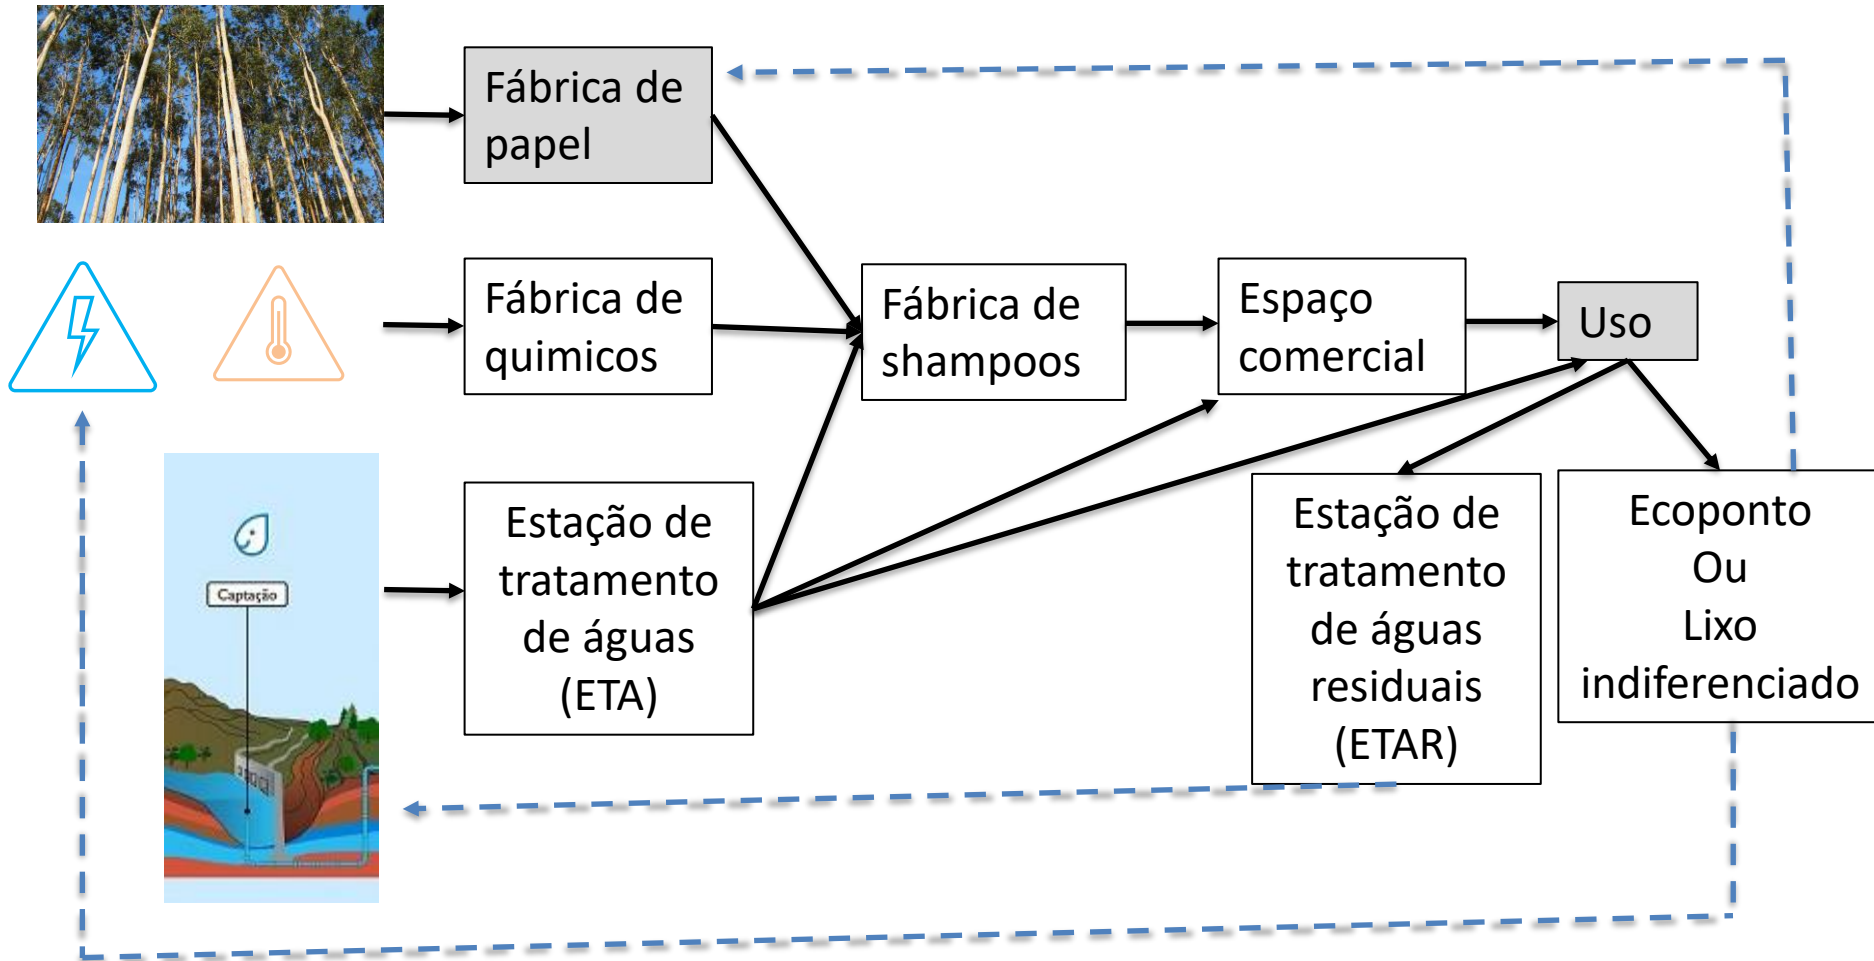 Fábrica de
papel
Fábrica de
quimicos
Fábrica de
shampoos
Espaço
comercial
Uso
Captação
Estação de
tratamento
de águas
(ETA)
Estação de
tratamento
de águas
residuais
(ETAR)
Ecoponto
Ou
Lixo
indiferenciado